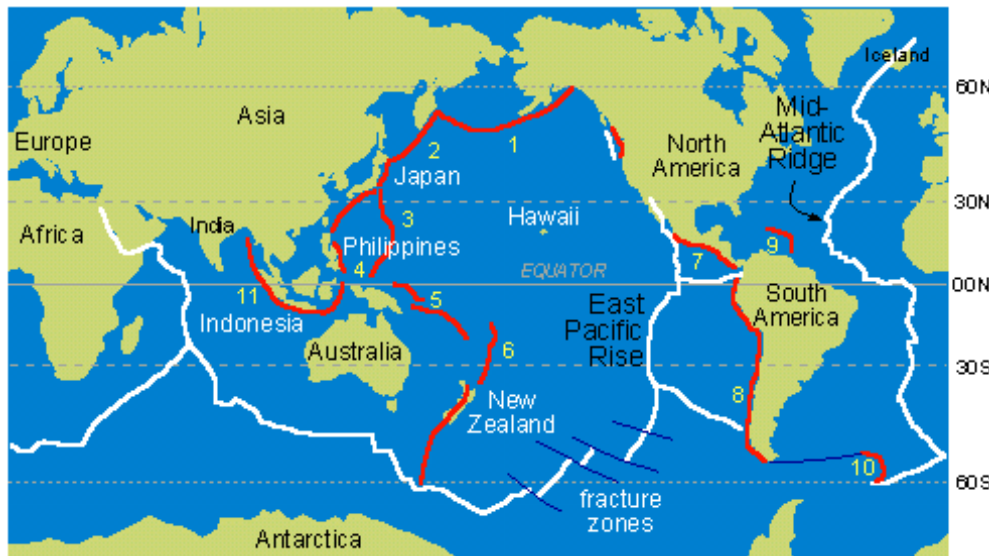 Iceland
60N
Asia
Mid-
Atlantic
Ridge
Europe
North
America
2
1
Japan
30N
Africa
India
3
Hawaii
Philippines
9
4
EQUATOR
7
00N
11
5
South
America
Indonesia
East
Pacific
Rise
Australia
6
30S
New
Zealand
8
10
60S
fracture
zones
Antarctica